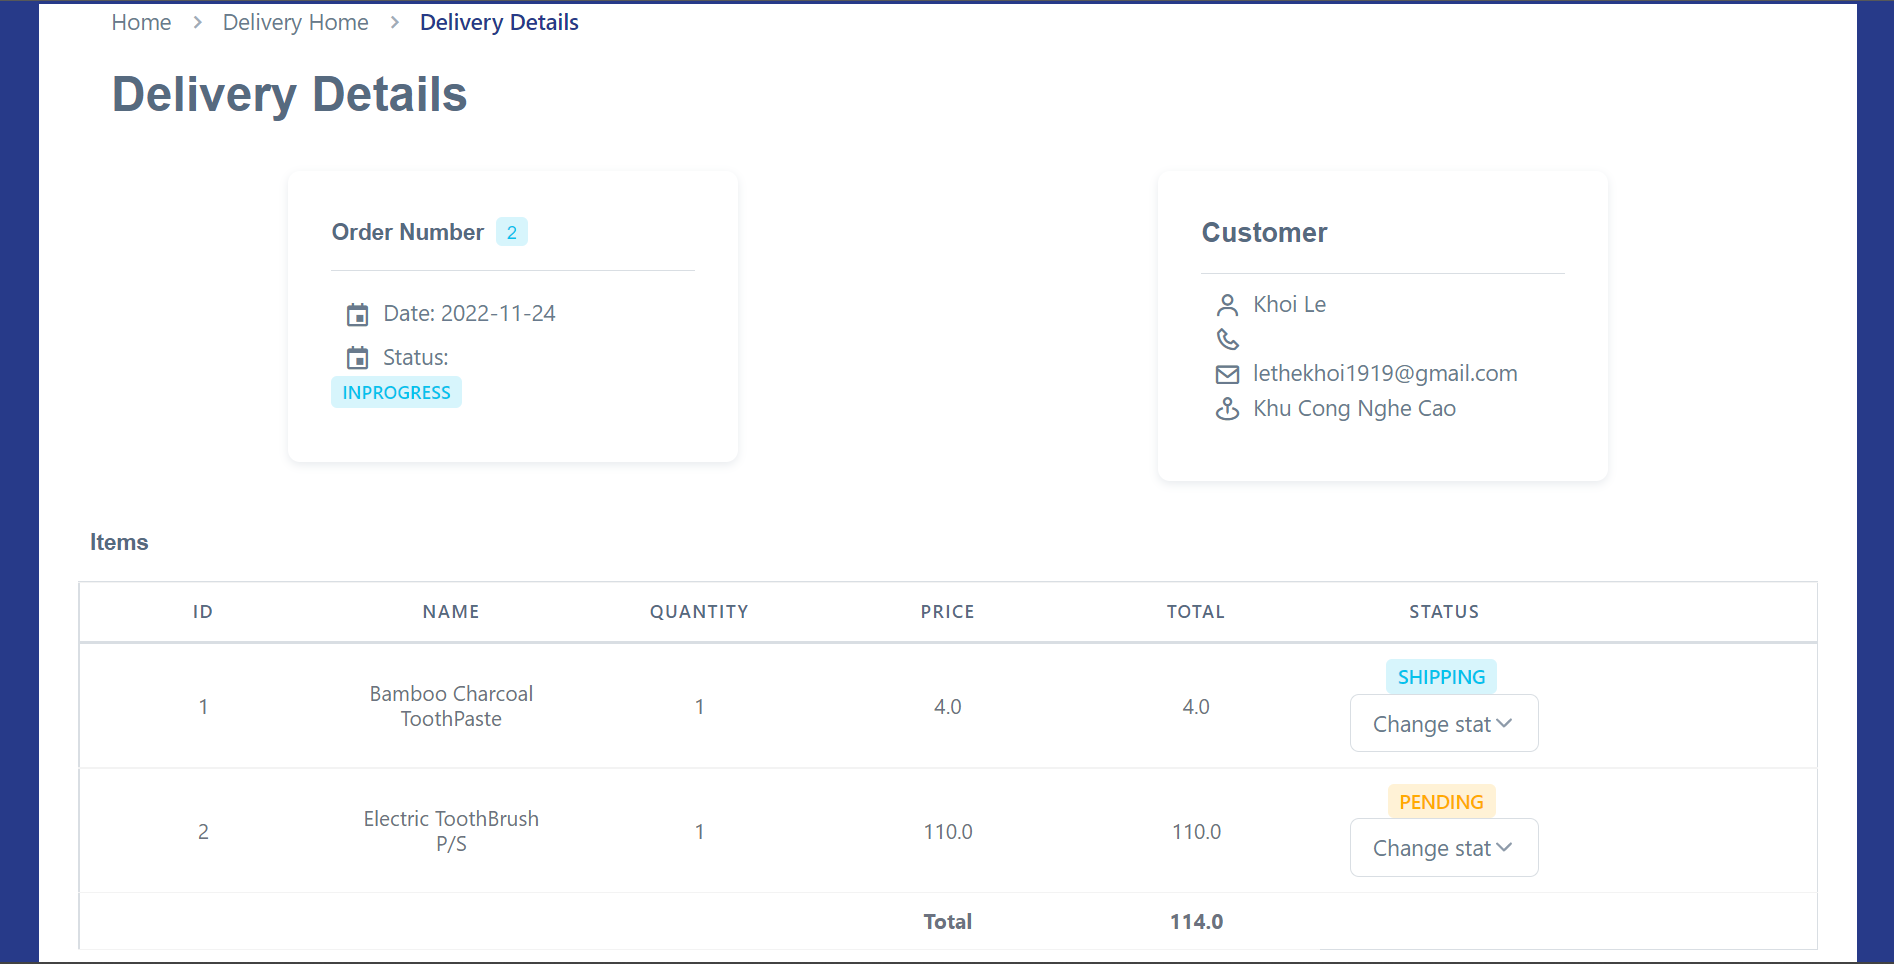 Home > Delivery Home > Delivery Details
Delivery Details
Order Number 2
Date: 2022-11-24
Status:
INPROGRESS
Customer
Khoi Le
lethekhoi1919@gmail.com
Khu Cong Nghe Cao
Items
ID NAME QUANTITY PRICE TOTAL STATUS
1 Bamboo Charcoal ToothPaste 1 4.0 4.0 SHIPPING
Change stat
2 Electric ToothBrush P/S 1 110.0 110.0 PENDING
Change stat
Total 114.0